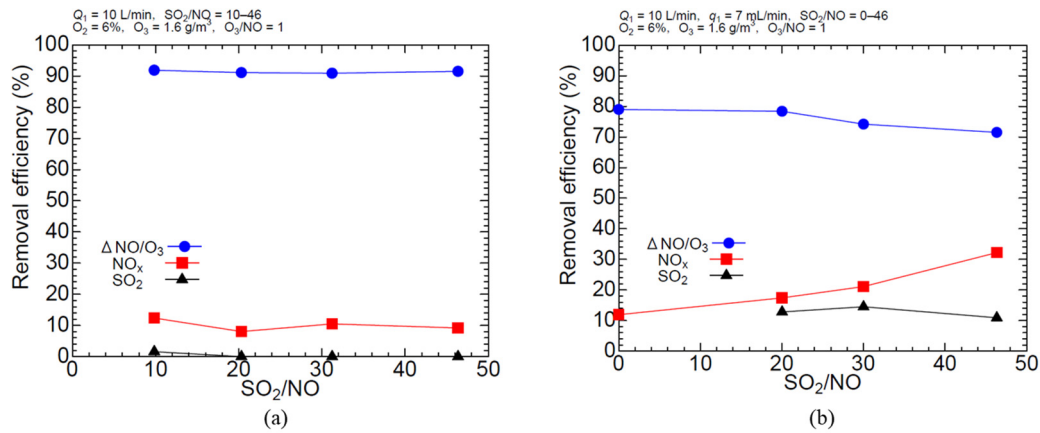 Q₁ = 10 L/min, SO₂/NO = 10–46
O₂ = 6%, O₃ = 1.6 g/m³, O₃/NO = 1
Removal efficiency (%)
100
90
80
70
60
50
40
30
20
10
0
Δ NO/O₃
NOₓ
SO₂
0 10 20 30 40 50
SO₂/NO
(a)
Q₁ = 10 L/min, q₁ = 7 mL/min, SO₂/NO = 0–46
O₂ = 6%, O₃ = 1.6 g/m³, O₃/NO = 1
Removal efficiency (%)
100
90
80
70
60
50
40
30
20
10
0
Δ NO/O₃
NOₓ
SO₂
0 10 20 30 40 50
SO₂/NO
(b)